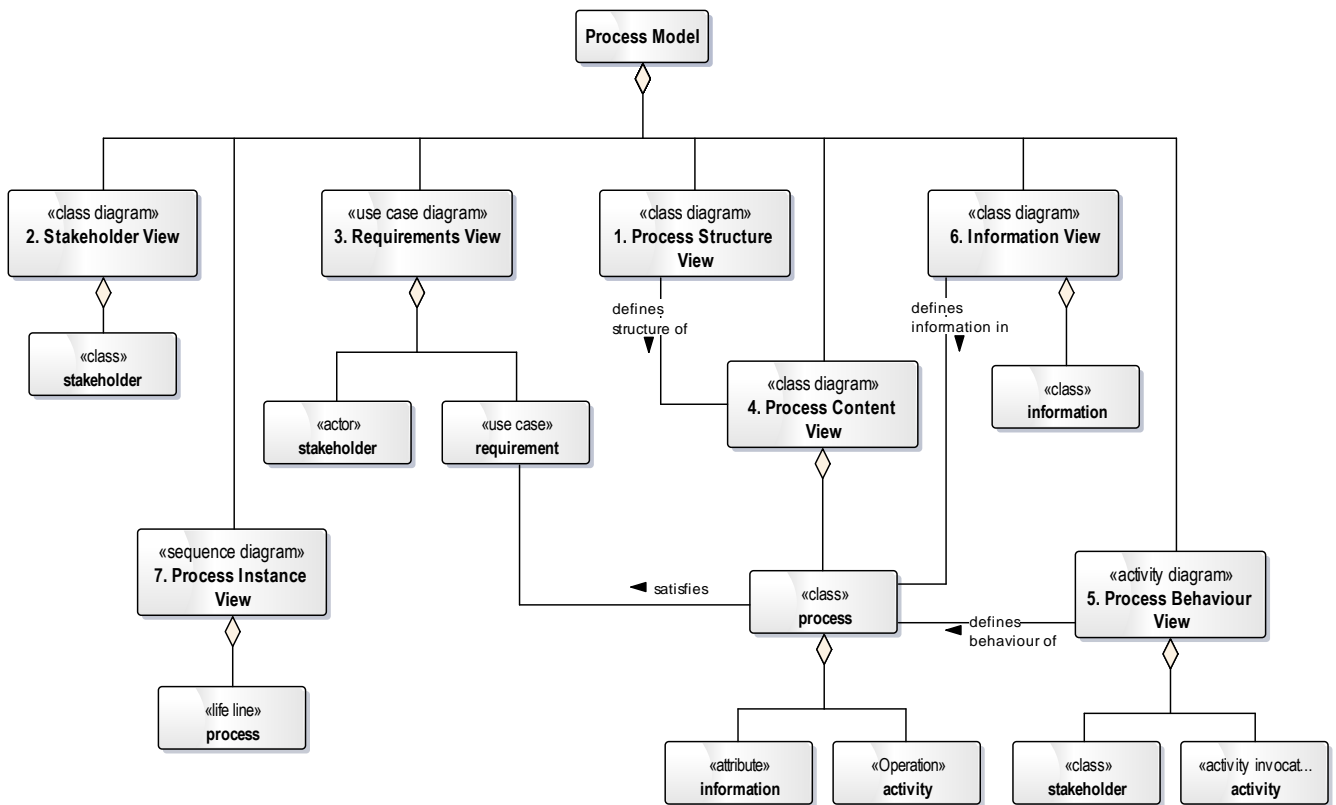 Process Model
«class diagram»
2. Stakeholder View
«use case diagram»
3. Requirements View
«class diagram»
1. Process Structure
View
«class diagram»
6. Information View
defines
structure of
defines
information in
«class»
stakeholder
«class diagram»
4. Process Content
View
«class»
information
«actor»
stakeholder
«use case»
requirement
«sequence diagram»
7. Process Instance
View
satisfies
«class»
process
defines
behaviour of
«activity diagram»
5. Process Behaviour
View
«life line»
process
«attribute»
information
«Operation»
activity
«class»
stakeholder
«activity invocat...
activity